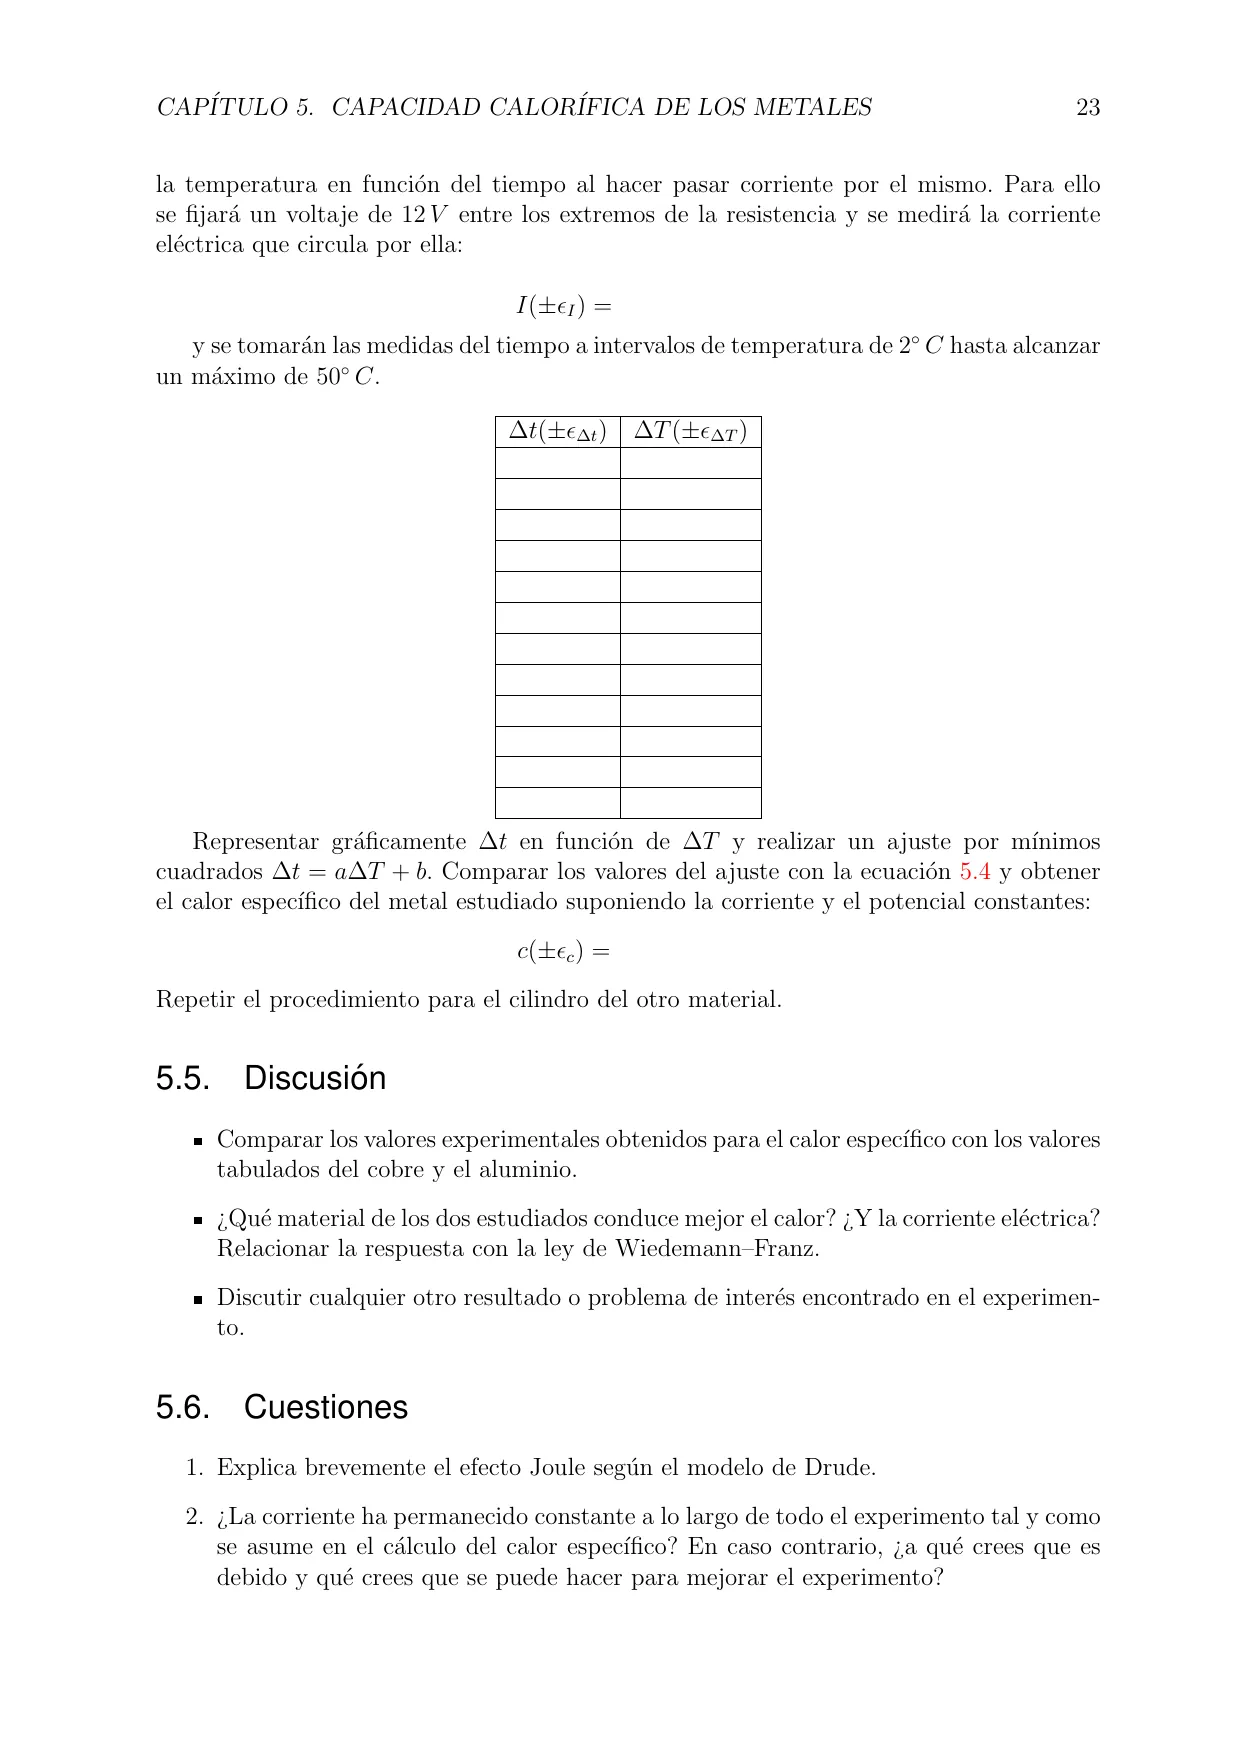 CAPÍTULO 5. CAPACIDAD CALORÍFICA DE LOS METALES 23
la temperatura en función del tiempo al hacer pasar corriente por el mismo. Para ello
se fijará un voltaje de 12 V entre los extremos de la resistencia y se medirá la corriente
eléctrica que circula por ella:
I(±ϵ_I) =
y se tomarán las medidas del tiempo a intervalos de temperatura de 2° C hasta alcanzar
un máximo de 50° C.
Δt(±ϵ_Δt) ΔT(±ϵ_ΔT)
Representar gráficamente Δt en función de ΔT y realizar un ajuste por mínimos
cuadrados Δt = aΔT + b. Comparar los valores del ajuste con la ecuación 5.4 y obtener
el calor específico del metal estudiado suponiendo la corriente y el potencial constantes:
c(±ϵ_c) =
Repetir el procedimiento para el cilindro del otro material.
5.5. Discusión
▪ Comparar los valores experimentales obtenidos para el calor específico con los valores
tabulados del cobre y el aluminio.
▪ ¿Qué material de los dos estudiados conduce mejor el calor? ¿Y la corriente eléctrica?
Relacionar la respuesta con la ley de Wiedemann–Franz.
▪ Discutir cualquier otro resultado o problema de interés encontrado en el experimen-
to.
5.6. Cuestiones
1. Explica brevemente el efecto Joule según el modelo de Drude.
2. ¿La corriente ha permanecido constante a lo largo de todo el experimento tal y como
se asume en el cálculo del calor específico? En caso contrario, ¿a qué crees que es
debido y qué crees que se puede hacer para mejorar el experimento?